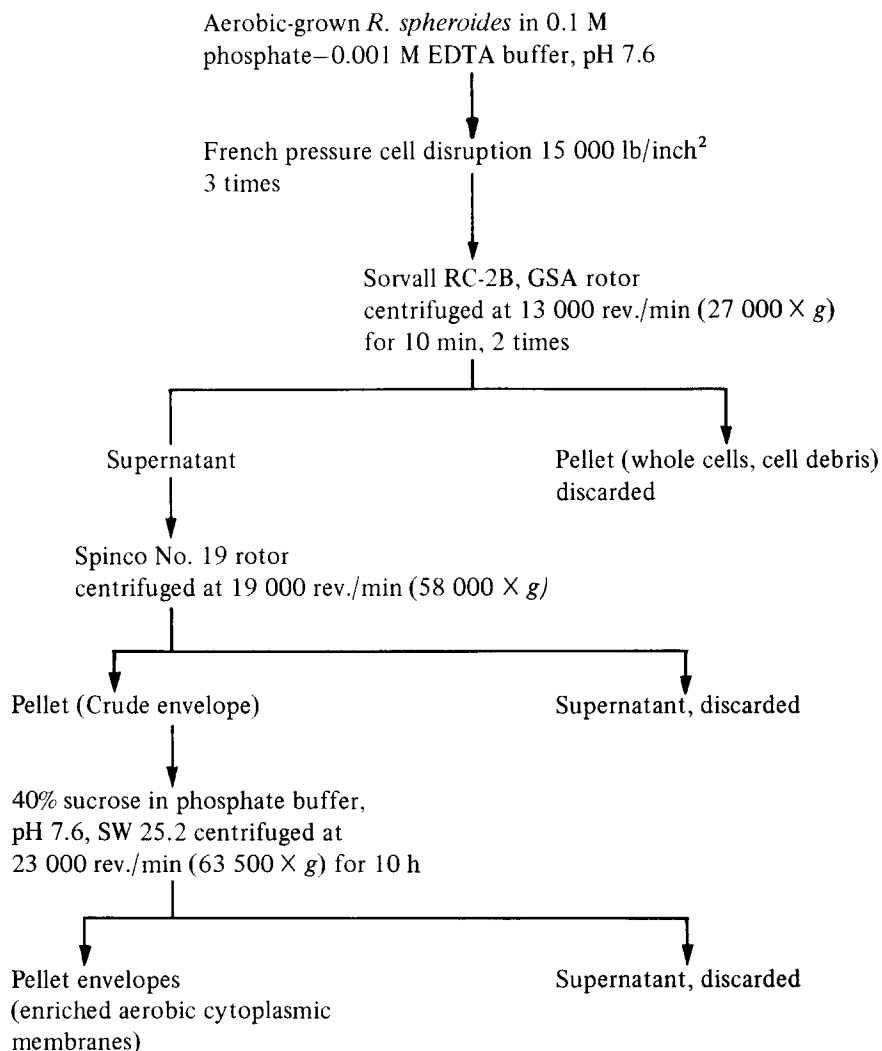 Aerobic-grown R. spheroides in 0.1 M
phosphate–0.001 M EDTA buffer, pH 7.6
French pressure cell disruption 15 000 lb/inch²
3 times
Sorvall RC-2B, GSA rotor
centrifuged at 13 000 rev./min (27 000 × g)
for 10 min, 2 times
Supernatant
Pellet (whole cells, cell debris)
discarded
Spinco No. 19 rotor
centrifuged at 19 000 rev./min (58 000 × g)
Pellet (Crude envelope)
Supernatant, discarded
40% sucrose in phosphate buffer,
pH 7.6, SW 25.2 centrifuged at
23 000 rev./min (63 500 × g) for 10 h
Pellet envelopes
(enriched aerobic cytoplasmic
membranes)
Supernatant, discarded